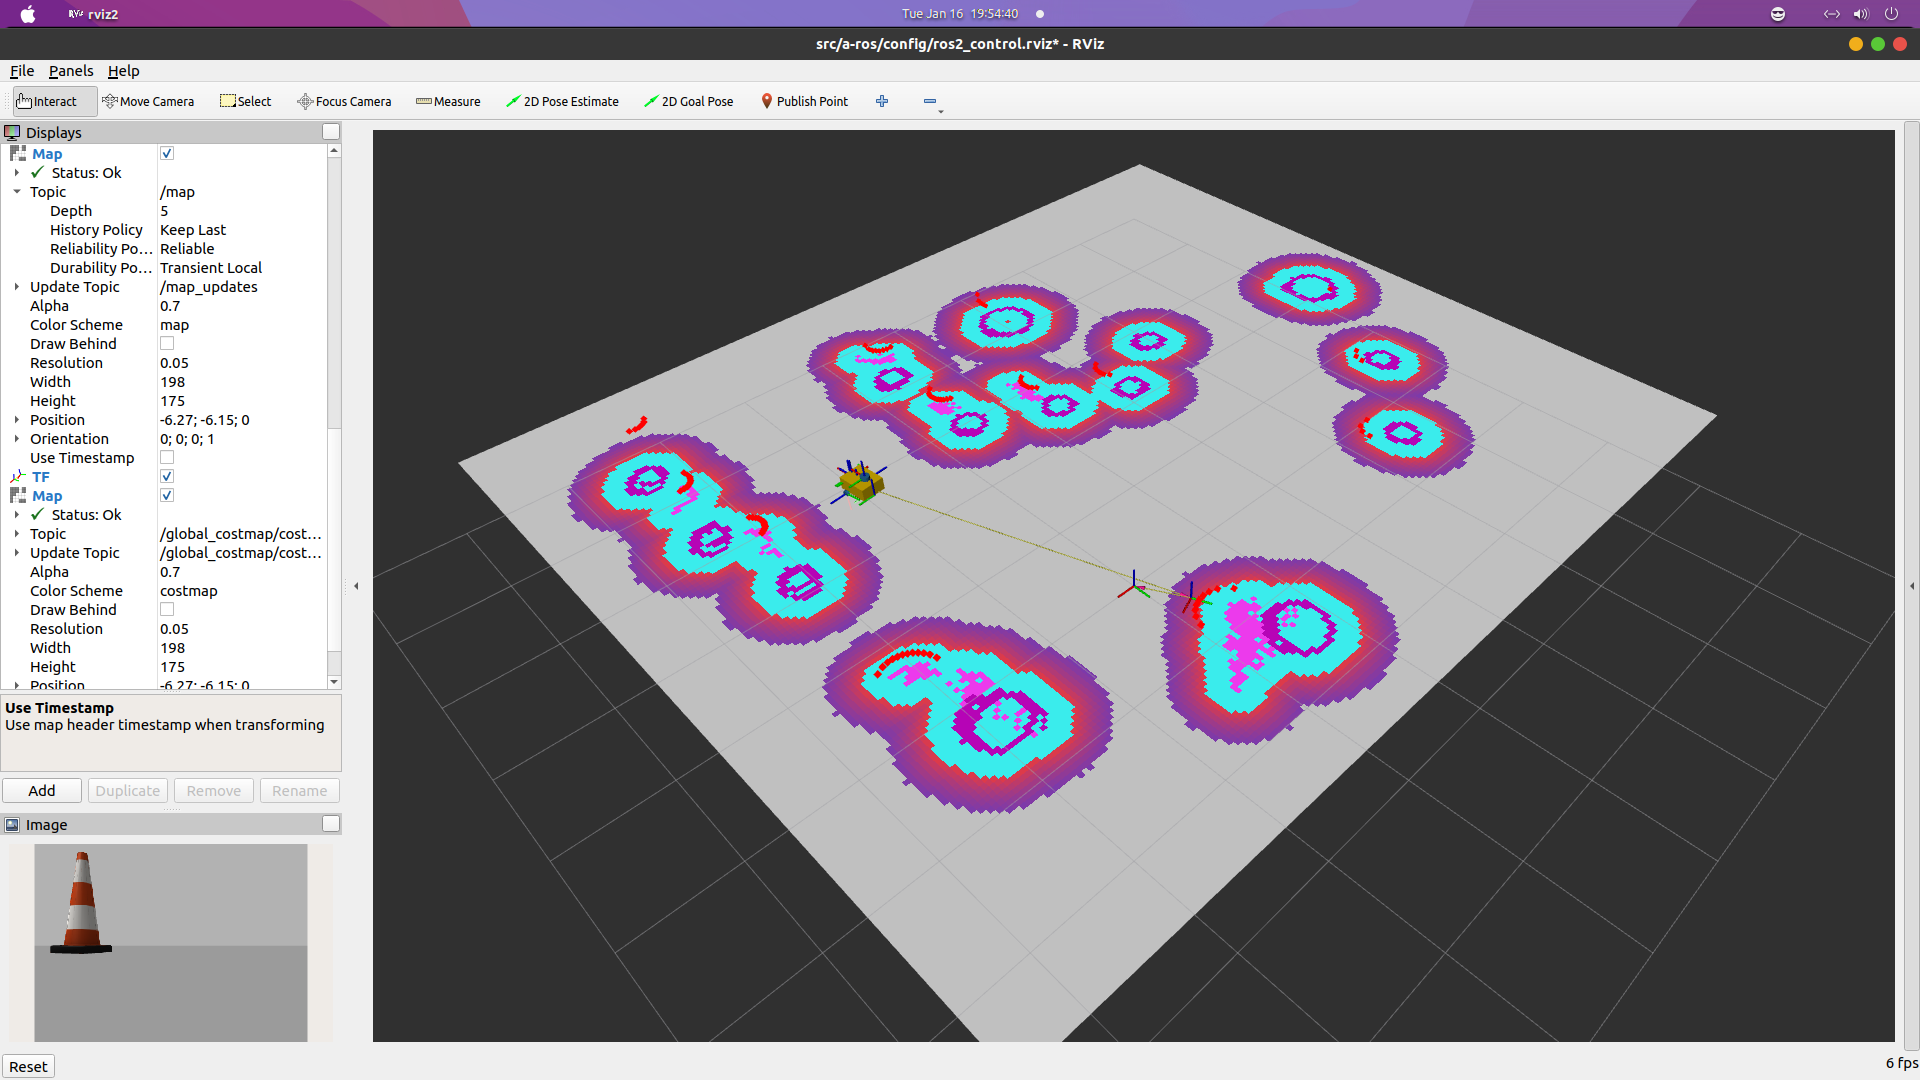 rviz2
Tue Jan 16 19:54:40
src/a-ros/config/ros2_control.rviz* - RViz
File Panels Help
Interact Move Camera Select Focus Camera Measure 2D Pose Estimate 2D Goal Pose Publish Point
Displays
Map
Status: Ok
Topic /map
Depth 5
History Policy Keep Last
Reliability Po... Reliable
Durability Po... Transient Local
Update Topic /map_updates
Alpha 0.7
Color Scheme map
Draw Behind
Resolution 0.05
Width 198
Height 175
Position -6.27; -6.15; 0
Orientation 0; 0; 0; 1
Use Timestamp
TF
Map
Status: Ok
Topic /global_costmap/cost...
Update Topic /global_costmap/cost...
Alpha 0.7
Color Scheme costmap
Draw Behind
Resolution 0.05
Width 198
Height 175
Position -6.27; -6.15; 0
Use Timestamp
Use map header timestamp when transforming
Add Duplicate Remove Rename
Image
Reset
6 fps